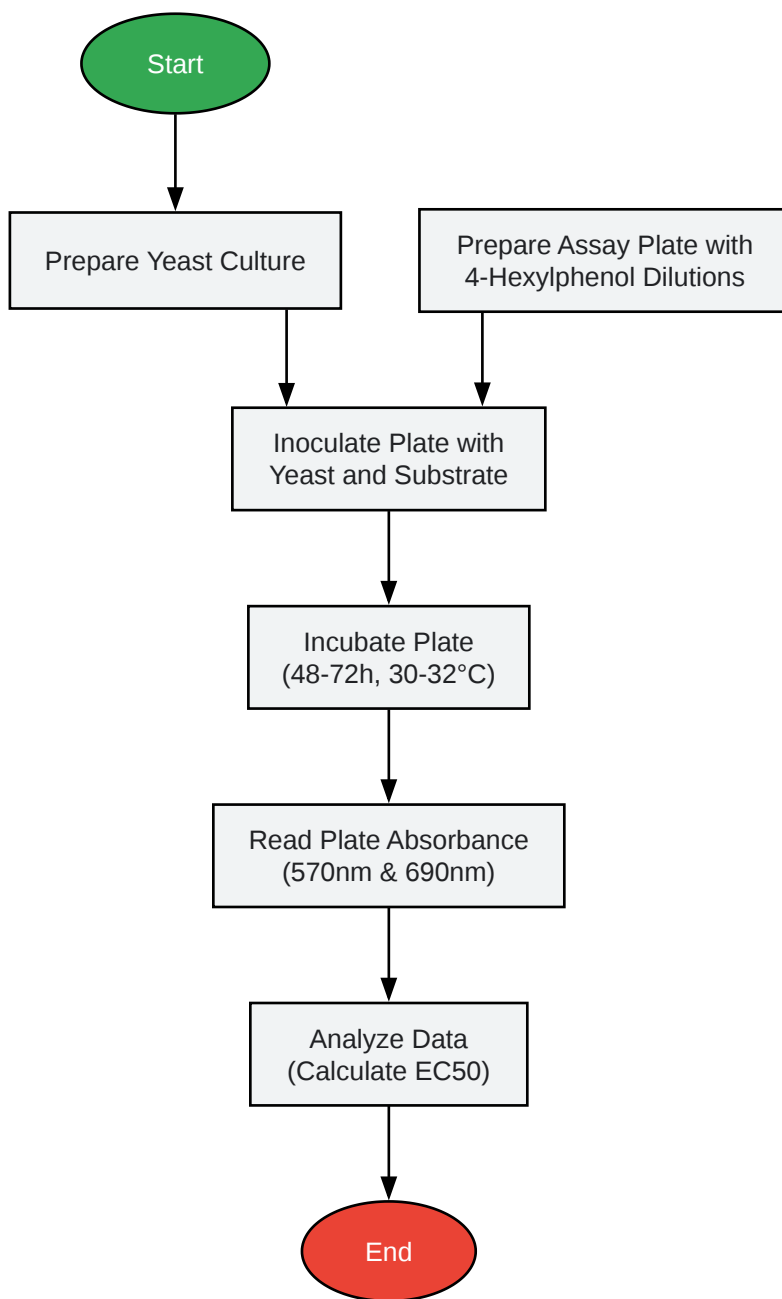 Start
Prepare Yeast Culture
Prepare Assay Plate with
4-Hexylphenol Dilutions
Inoculate Plate with
Yeast and Substrate
Incubate Plate
(48-72h, 30-32°C)
Read Plate Absorbance
(570nm & 690nm)
Analyze Data
(Calculate EC50)
End